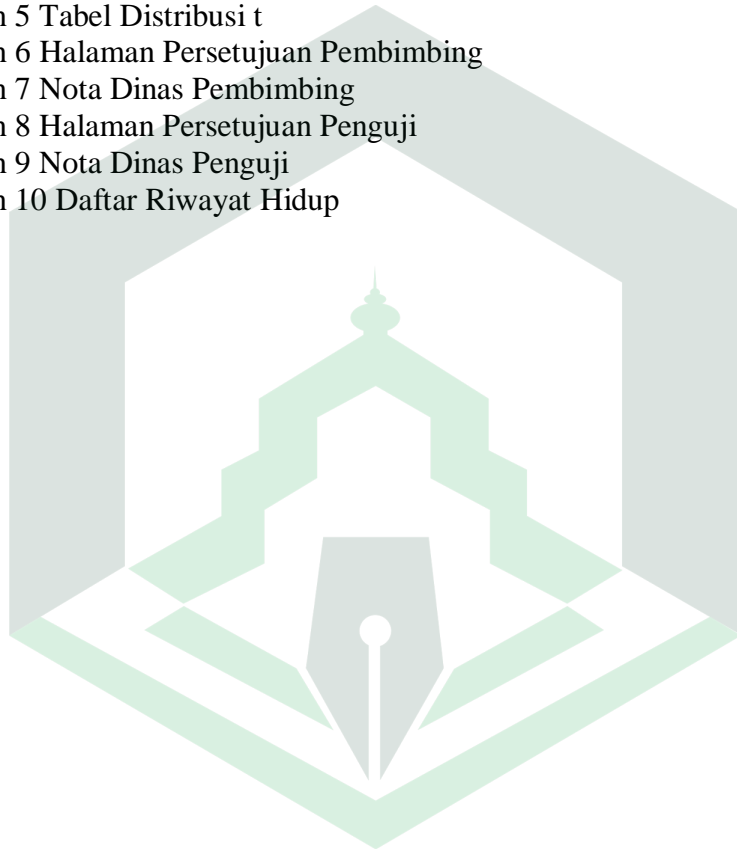 n 5 Tabel Distribusi t
n 6 Halaman Persetujuan Pembimbing
n 7 Nota Dinas Pembimbing
n 8 Halaman Persetujuan Penguji
n 9 Nota Dinas Penguji
n 10 Daftar Riwayat Hidup